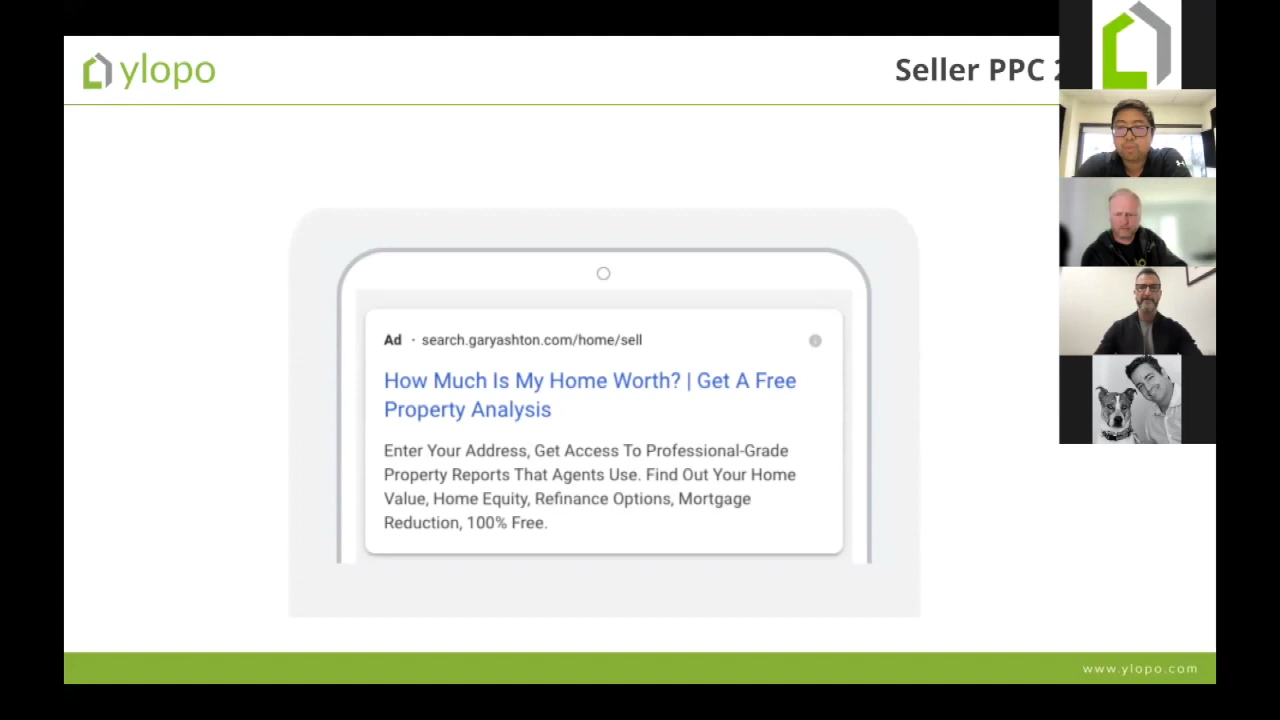 ylopo
Seller PPC
Ad · search.garyashton.com/home/sell
How Much Is My Home Worth? | Get A Free
Property Analysis
Enter Your Address, Get Access To Professional-Grade
Property Reports That Agents Use. Find Out Your Home
Value, Home Equity, Refinance Options, Mortgage
Reduction, 100% Free.
www.ylopo.com